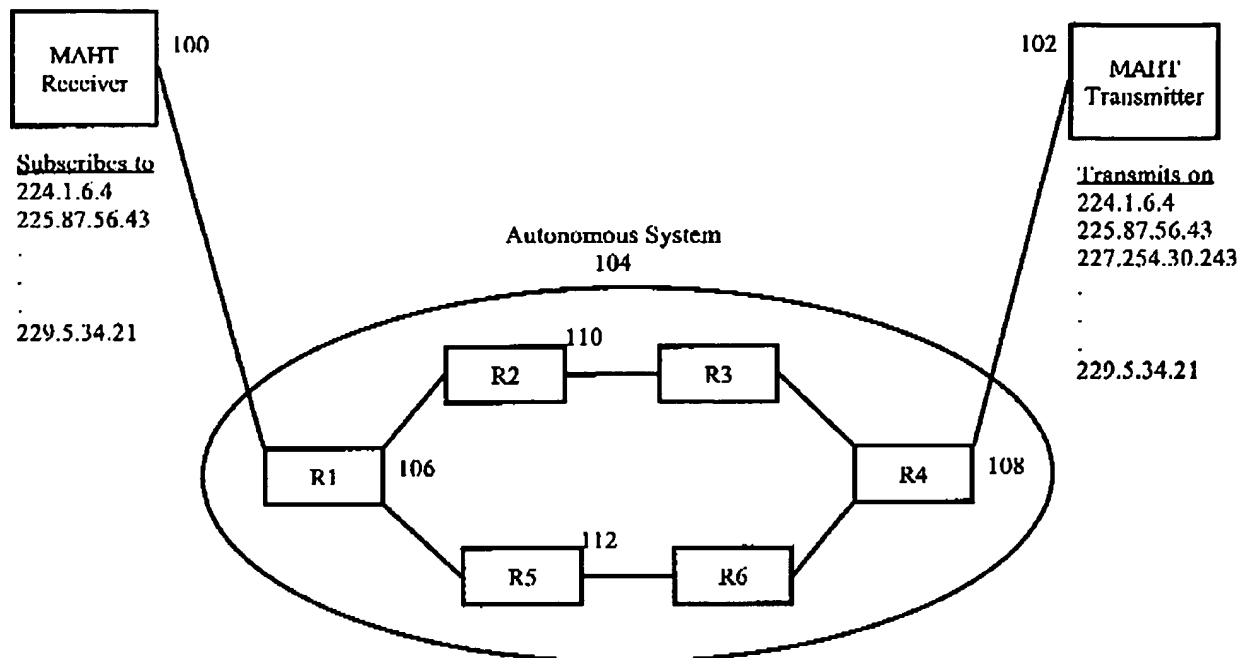 MAHT
Receiver
100
Subscribes to
224.1.6.4
225.87.56.43
.
.
.
229.5.34.21
102
MAHT
Transmitter
Transmits on
224.1.6.4
225.87.56.43
227.254.30.243
.
.
.
229.5.34.21
Autonomous System
104
110
R2
R3
R1
106
R4
108
112
R5
R6